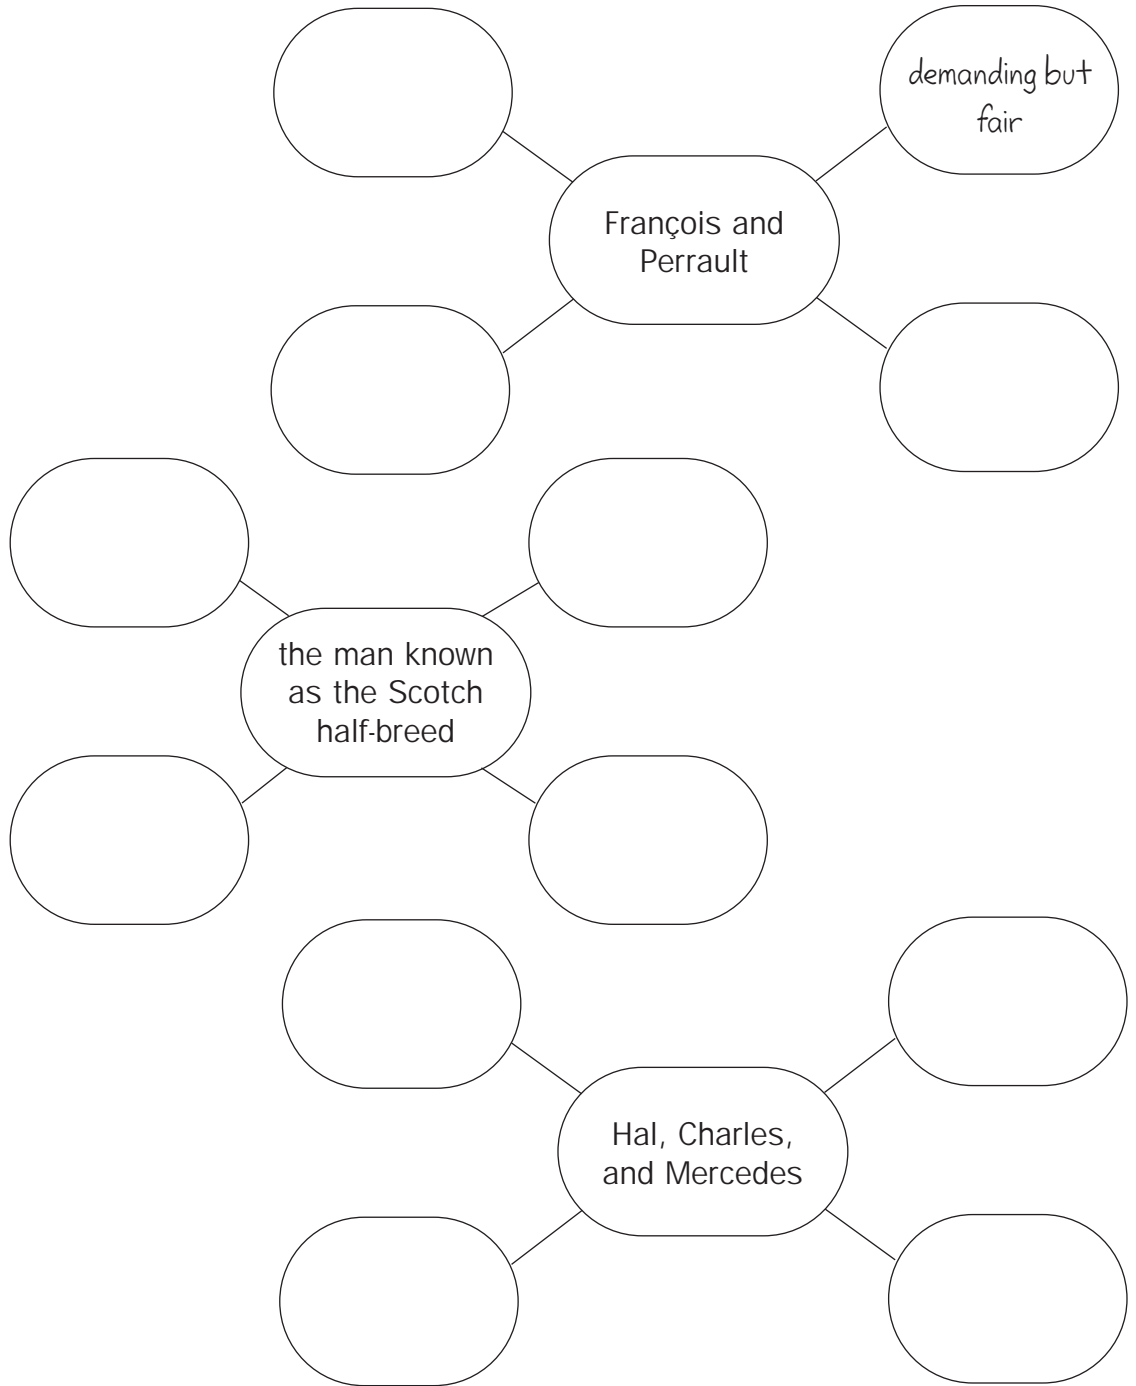 demanding but
fair
François and
Perrault
the man known
as the Scotch
half-breed
Hal, Charles,
and Mercedes